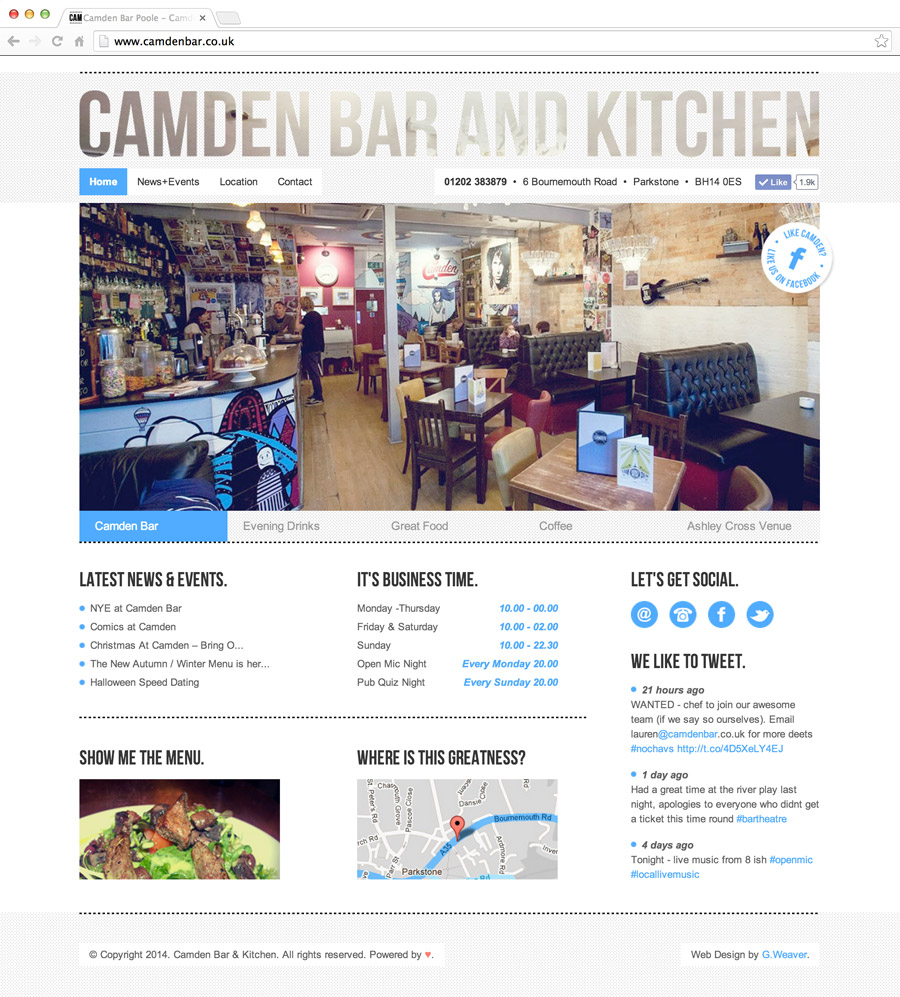 CAM Camden Bar Poole – Camd
www.camdenbar.co.uk
CAMDEN BAR AND KITCHEN
Home News+Events Location Contact
01202 383879 • 6 Bournemouth Road • Parkstone • BH14 0ES Like 1.9k
LIKE CAMDEN?
LIKE US ON FACEBOOK
Camden
Camden Bar Evening Drinks Great Food Coffee Ashley Cross Venue
LATEST NEWS & EVENTS.
NYE at Camden Bar
Comics at Camden
Christmas At Camden – Bring O...
The New Autumn / Winter Menu is her...
Halloween Speed Dating
IT'S BUSINESS TIME.
Monday -Thursday 10.00 - 00.00
Friday & Saturday 10.00 - 02.00
Sunday 10.00 - 22.30
Open Mic Night Every Monday 20.00
Pub Quiz Night Every Sunday 20.00
LET'S GET SOCIAL.
WE LIKE TO TWEET.
21 hours ago
WANTED - chef to join our awesome
team (if we say so ourselves). Email
lauren@camdenbar.co.uk for more deets
#nochavs http://t.co/4D5XeLY4EJ
1 day ago
Had a great time at the river play last
night, apologies to everyone who didnt get
a ticket this time round #bartheatre
4 days ago
Tonight - live music from 8 ish #openmic
#locallivemusic
SHOW ME THE MENU.
WHERE IS THIS GREATNESS?
St Peter's Rd
Pascoe Close
Dansie Close
Bournemouth Rd
Parr St
A35
Ardmore Rd
Parkstone
© Copyright 2014. Camden Bar & Kitchen. All rights reserved. Powered by ♥.
Web Design by G.Weaver.